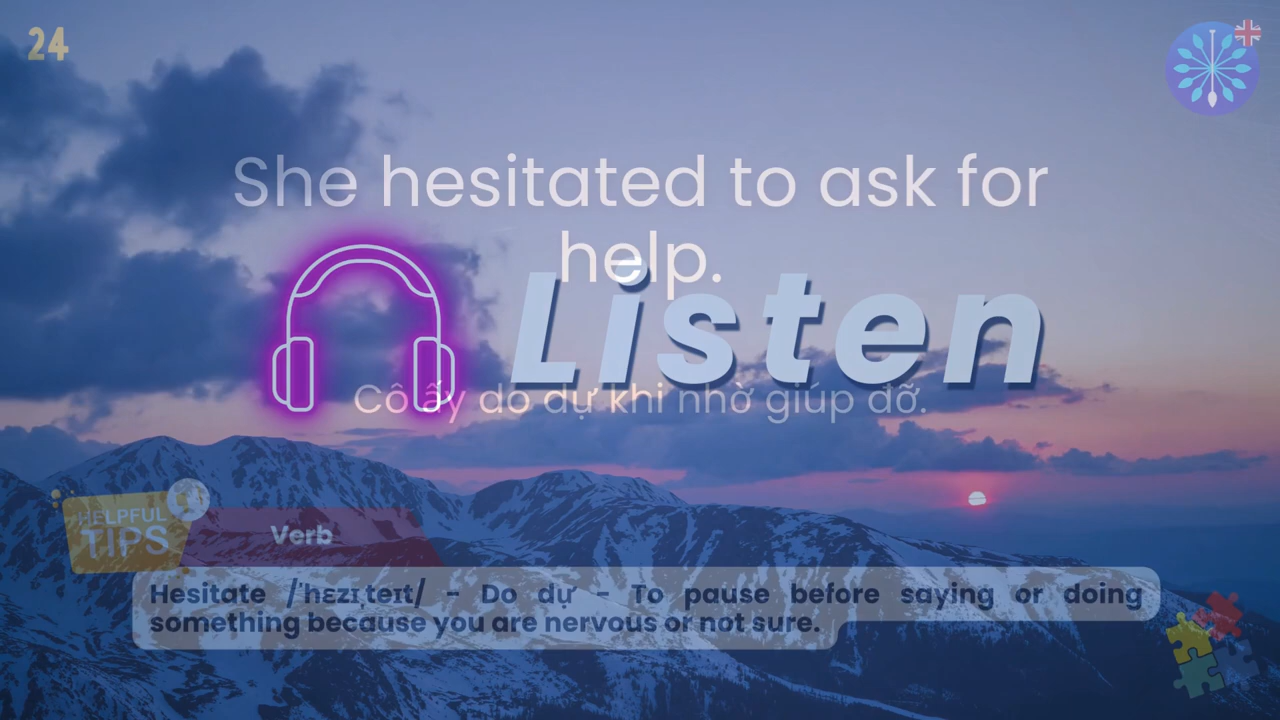 24
She hesitated to ask for
help.
Listen
Cô ấy do dự khi nhờ giúp đỡ.
HELPFUL
TIPS
Verb
Hesitate /ˈhɛzɪˌteɪt/ - Do dự - To pause before saying or doing
something because you are nervous or not sure.